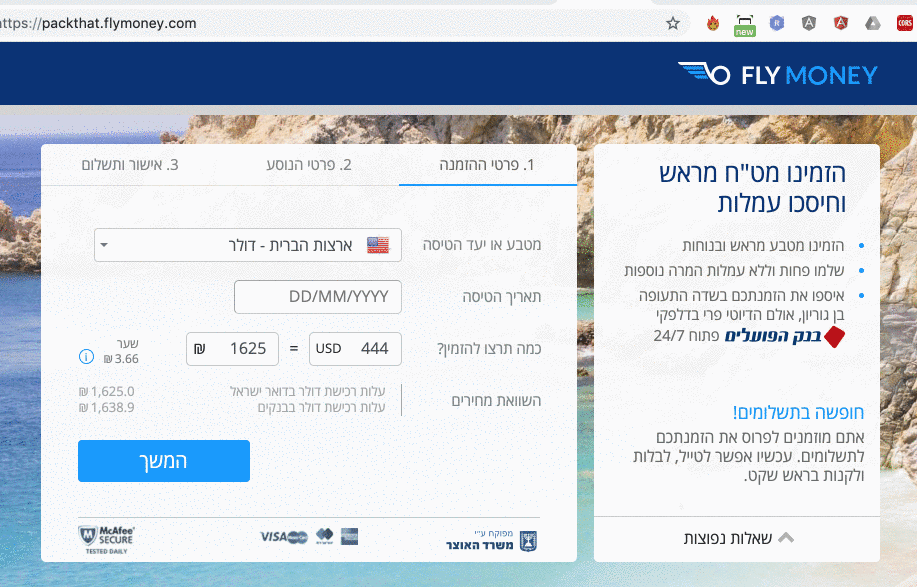 ttps://packthat.flymoney.com
new
R
A
A
CORS
FLY MONEY
הזמינו מט"ח מראש
וחיסכו עמלות
הזמינו מטבע מראש ובנוחות
שלמו פחות וללא עמלות המרה נוספות
איספו את הזמנתכם בשדה התעופה
בן גוריון, אולם הדיוטי פרי בדלפקי
בנק הפועלים פתוח 24/7
חופשה בתשלומים!
אתם מוזמנים לפרוס את הזמנתכם
לתשלומים. עכשיו אפשר לטייל, לבלות
ולקנות בראש שקט.
שאלות נפוצות
1. פרטי ההזמנה
2. פרטי הנוסע
3. אישור ותשלום
מטבע או יעד הטיסה
ארצות הברית - דולר
תאריך הטיסה
DD/MM/YYYY
כמה תרצו להזמין?
444 USD
=
1625 ₪
שער
3.66 ₪
השוואת מחירים
עלות רכישת דולר בדואר ישראל
1,625.0 ₪
עלות רכישת דולר בבנקים
1,638.9 ₪
המשך
מפוקח ע"י
משרד האוצר
VISA
McAfee
SECURE
TESTED DAILY